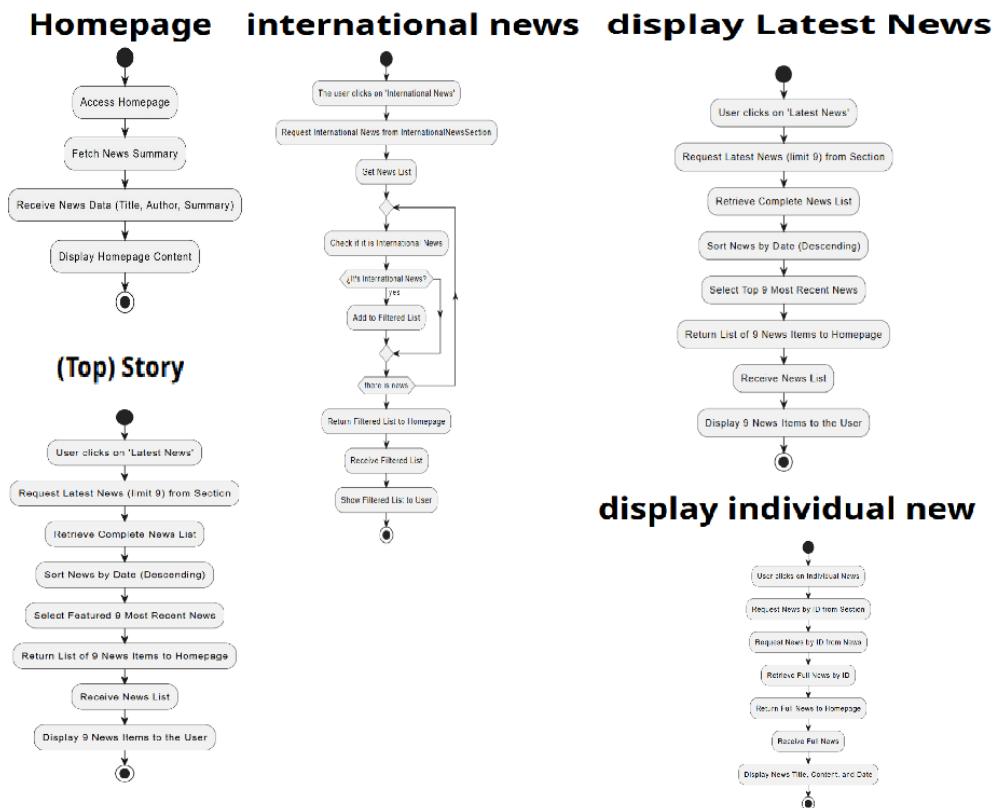 Homepage
Access Homepage
Fetch News Summary
Receive News Data (Title, Author, Summary)
Display Homepage Content
(Top) Story
User clicks on 'Latest News'
Request Latest News (limit 9) from Section
Retrieve Complete News List
Sort News by Date (Descending)
Select Featured 9 Most Recent News
Return List of 9 News Items to Homepage
Receive News List
Display 9 News Items to the User
international news
The user clicks on 'International News'
Request International News from InternationalNewsSection
Get News List
Check if it is International News
¿It's International News?
yes
Add to Filtered List
there is news
Return Filtered List to Homepage
Receive Filtered List
Show Filtered List to User
display Latest News
User clicks on 'Latest News'
Request Latest News (limit 9) from Section
Retrieve Complete News List
Sort News by Date (Descending)
Select Top 9 Most Recent News
Return List of 9 News Items to Homepage
Receive News List
Display 9 News Items to the User
display individual new
User clicks on Individual News
Request News by ID from Section
Request News by ID from News
Retrieve Full News by ID
Return Full News to Homepage
Receive Full News
Display News Title, Content, and Date